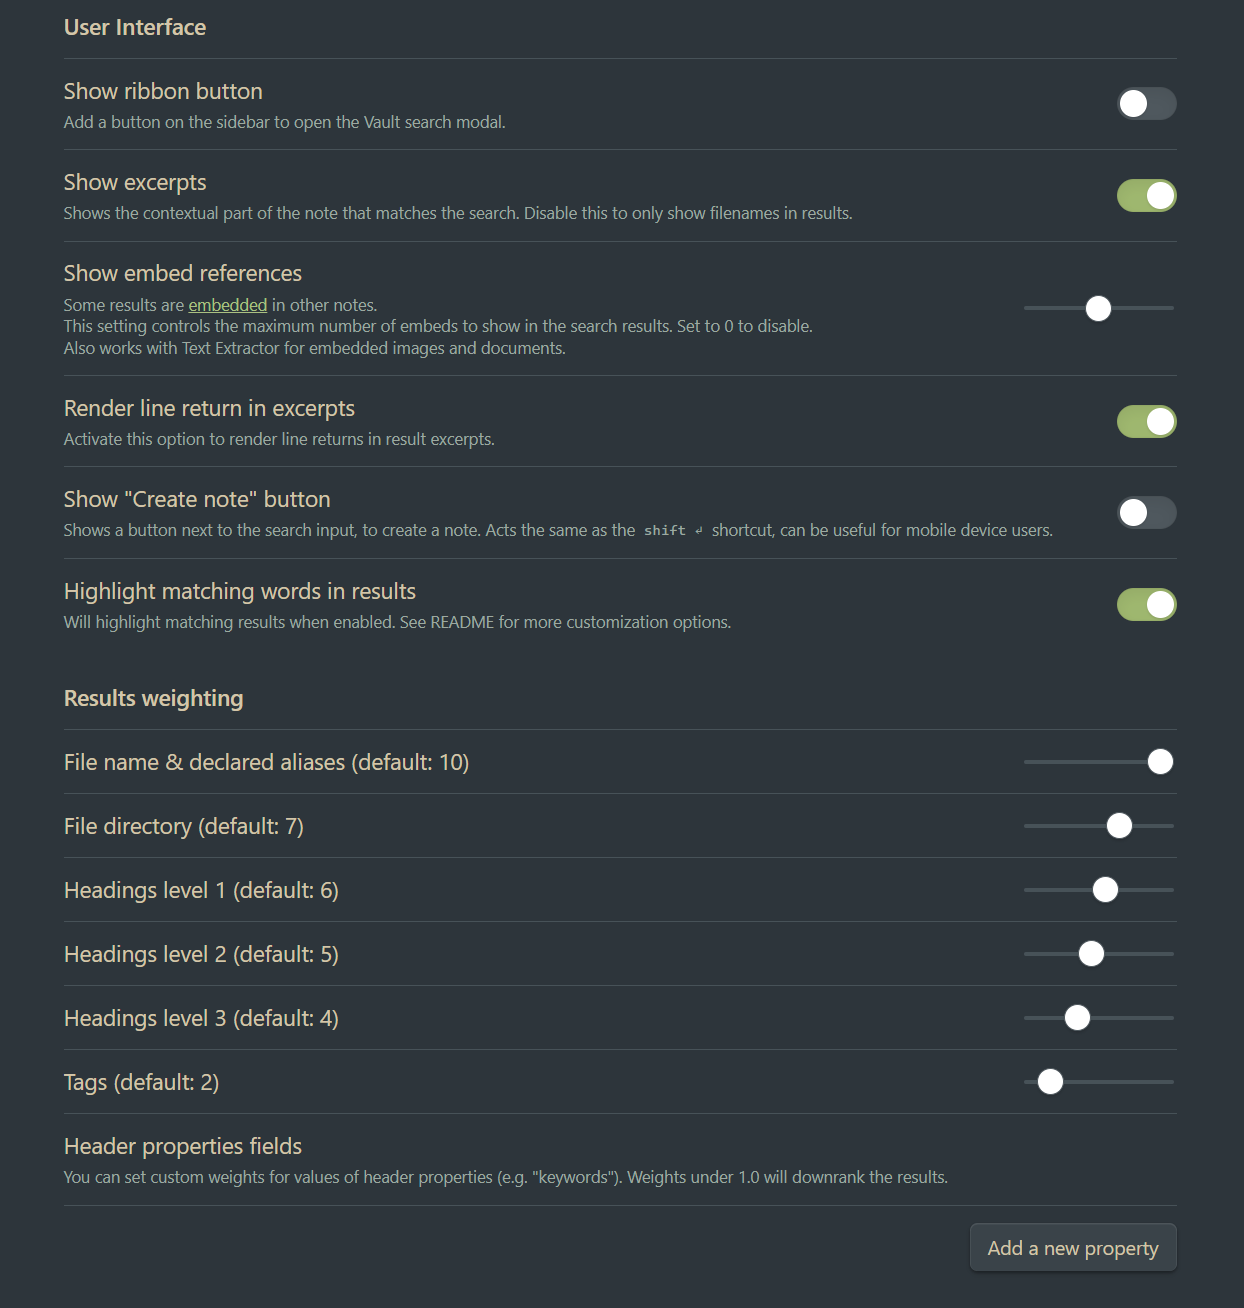 User Interface
Show ribbon button
Add a button on the sidebar to open the Vault search modal.
Show excerpts
Shows the contextual part of the note that matches the search. Disable this to only show filenames in results.
Show embed references
Some results are embedded in other notes.
This setting controls the maximum number of embeds to show in the search results. Set to 0 to disable.
Also works with Text Extractor for embedded images and documents.
Render line return in excerpts
Activate this option to render line returns in result excerpts.
Show "Create note" button
Shows a button next to the search input, to create a note. Acts the same as the shift ↲ shortcut, can be useful for mobile device users.
Highlight matching words in results
Will highlight matching results when enabled. See README for more customization options.
Results weighting
File name & declared aliases (default: 10)
File directory (default: 7)
Headings level 1 (default: 6)
Headings level 2 (default: 5)
Headings level 3 (default: 4)
Tags (default: 2)
Header properties fields
You can set custom weights for values of header properties (e.g. "keywords"). Weights under 1.0 will downrank the results.
Add a new property